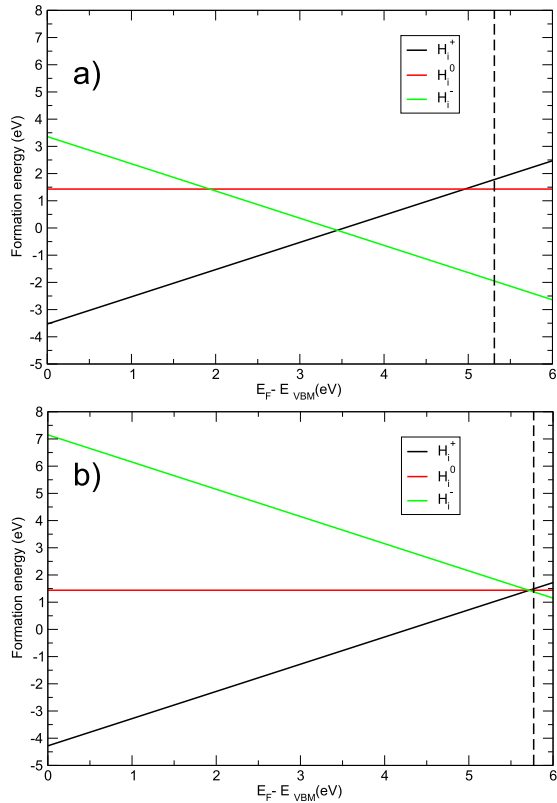 8
7
6
5
4
3
2
1
0
-1
-2
-3
-4
-5
Formation energy (eV)
a)
H_i^+
H_i^0
H_i^-
0 1 2 3 4 5 6
E_F- E_VBM(eV)
8
7
6
5
4
3
2
1
0
-1
-2
-3
-4
-5
Formation energy (eV)
b)
H_i^+
H_i^0
H_i^-
0 1 2 3 4 5 6
E_F- E_VBM(eV)